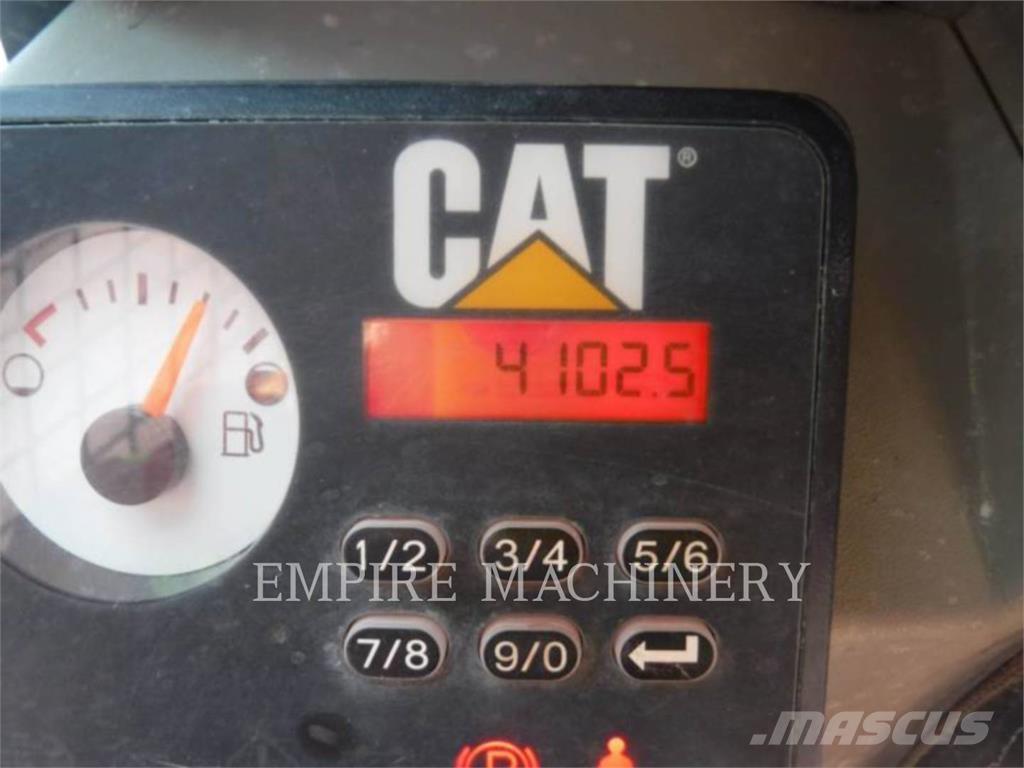 CAT®
4102.5
1/2 3/4 5/6
EMPIRE MACHINERY
7/8 9/0
P
MASCUS